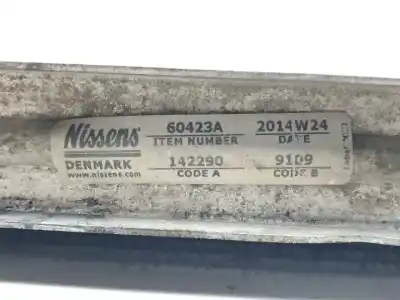 Nissens 60423A 2014W24
ITEM NUMBER DATE
DENMARK 142290 9109
www.nissens.com CODE A CODE B